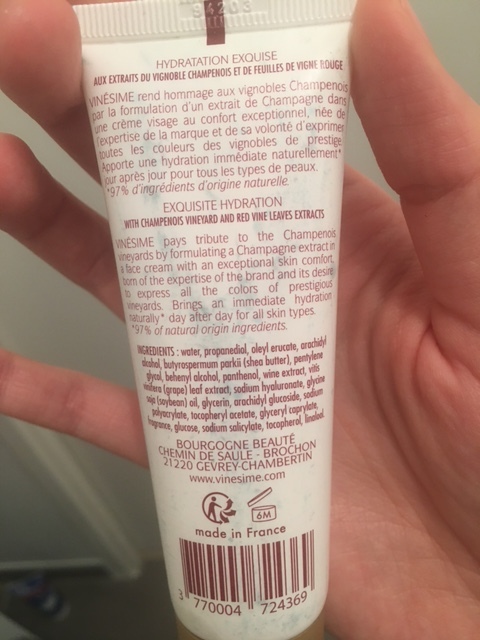 94203
HYDRATATION EXQUISE
AUX EXTRAITS DU VIGNOBLE CHAMPENOIS ET DE FEUILLES DE VIGNE ROUGE
VINÉSIME rend hommage aux vignobles Champenois
par la formulation d'un extrait de Champagne dans
une crème visage au confort exceptionnel, née de
l'expertise de la marque et de sa volonté d'exprimer
toutes les couleurs des vignobles de prestige.
Apporte une hydration immédiate naturellement*
jour après jour pour tous les types de peaux.
*97% d'ingrédients d'origine naturelle.
EXQUISITE HYDRATION
WITH CHAMPENOIS VINEYARD AND RED VINE LEAVES EXTRACTS
VINÉSIME pays tribute to the Champenois
vineyards by formulating a Champagne extract in
a face cream with an exceptional skin comfort,
born of the expertise of the brand and its desire
to express all the colors of prestigious
vineyards. Brings an immediate hydration
naturally* day after day for all skin types.
*97% of natural origin ingredients.
INGREDIENTS : water, propanediol, oleyl erucate, arachidyl
alcohol, butyrospermum parkii (shea butter), pentylene
glycol, behenyl alcohol, panthenol, wine extract, vitis
vinifera (grape) leaf extract, sodium hyaluronate, glycine
soja (soybean) oil, glycerin, arachidyl glucoside, sodium
polyacrylate, tocopheryl acetate, glyceryl caprylate,
fragrance, glucose, sodium salicylate, tocopherol, linalool.
BOURGOGNE BEAUTÉ
CHEMIN DE SAULE - BROCHON
21220 GEVREY-CHAMBERTIN
www.vinesime.com
6M
made in France
3 770004 724369